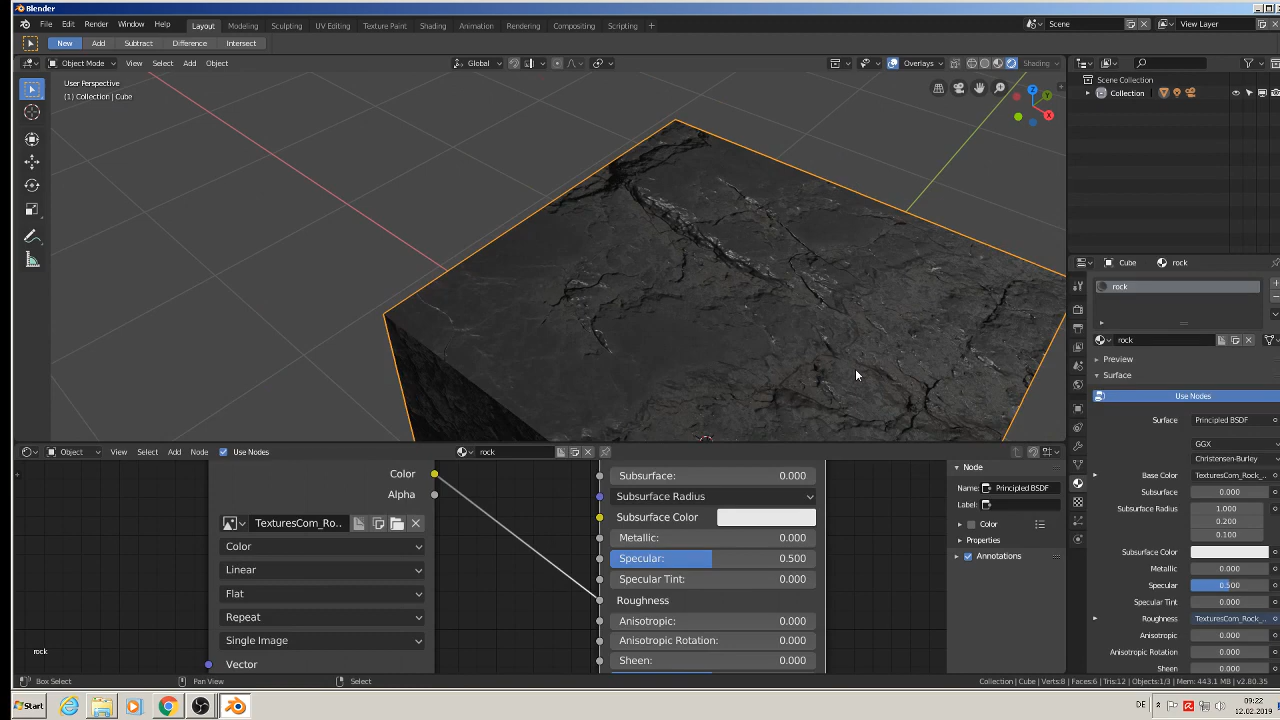 Blender
File Edit Render Window Help Layout Modeling Sculpting UV Editing Texture Paint Shading Animation Rendering Compositing Scripting + Scene View Layer
New Add Subtract Difference Intersect
Object Mode View Select Add Object Global Overlays Shading
User Perspective
(1) Collection | Cube
Z
Y
X
Scene Collection
Collection
Cube rock
rock
rock
Preview
Surface
Use Nodes
Surface Principled BSDF
GGX
Christensen-Burley
Base Color TexturesCom_Rock_..
Subsurface 0.000
Subsurface Radius 1.000
0.200
0.100
Subsurface Color
Metallic 0.000
Specular 0.500
Specular Tint 0.000
Roughness TexturesCom_Rock_..
Anisotropic 0.000
Anisotropic Rotation 0.000
Sheen 0.000
Object View Select Add Node Use Nodes rock
Color
Alpha
TexturesCom_Ro..
Color
Linear
Flat
Repeat
Single Image
Vector
Subsurface: 0.000
Subsurface Radius
Subsurface Color
Metallic: 0.000
Specular: 0.500
Specular Tint: 0.000
Roughness
Anisotropic: 0.000
Anisotropic Rotation: 0.000
Sheen: 0.000
Node
Name: Principled BSDF
Label:
Color
Properties
Annotations
rock
Box Select Pan View Select Collection | Cube | Verts:8 | Faces:6 | Tris:12 | Objects:1/3 | Mem: 443.1 MB | v2.80.35
Start DE 09:22
12.02.2019